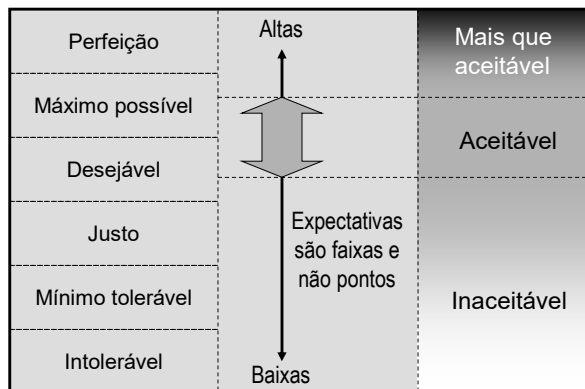 Perfeição
Máximo possível
Desejável
Justo
Mínimo tolerável
Intolerável
Altas
Expectativas
são faixas e
não pontos
Baixas
Mais que
aceitável
Aceitável
Inaceitável